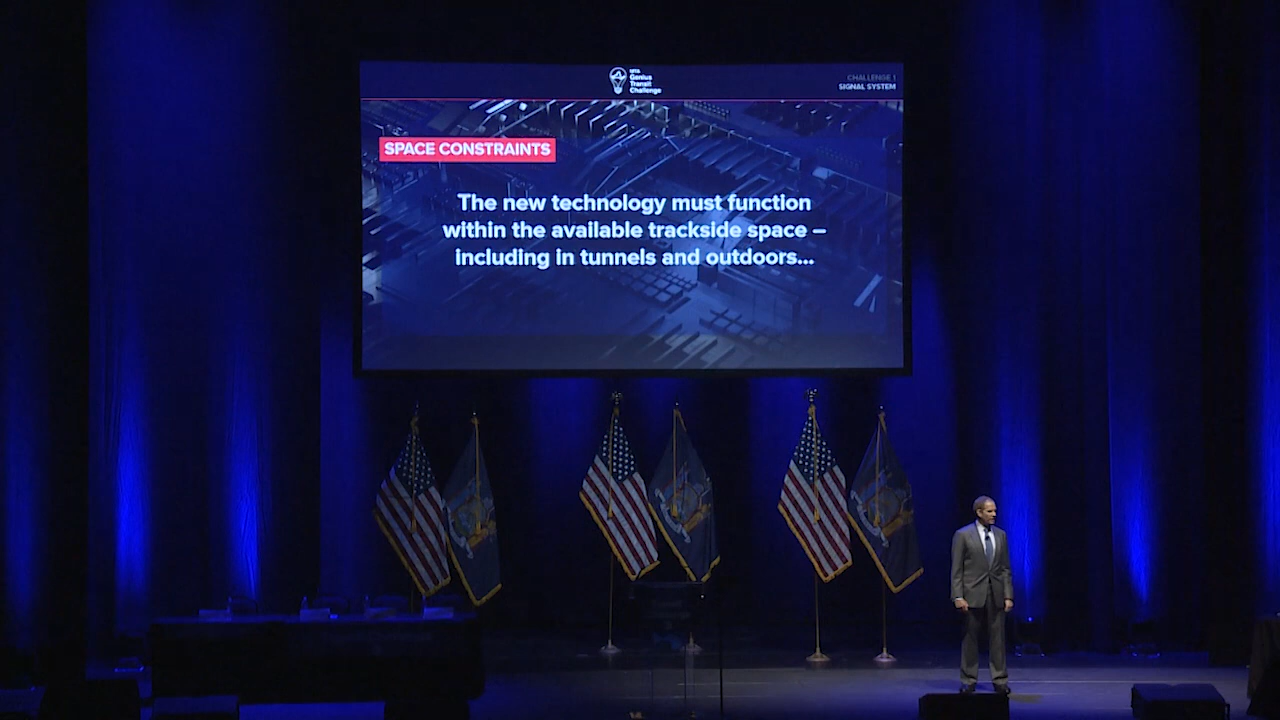 MTA
Genius
Transit
Challenge
CHALLENGE 1
SIGNAL SYSTEM
SPACE CONSTRAINTS
The new technology must function
within the available trackside space –
including in tunnels and outdoors...